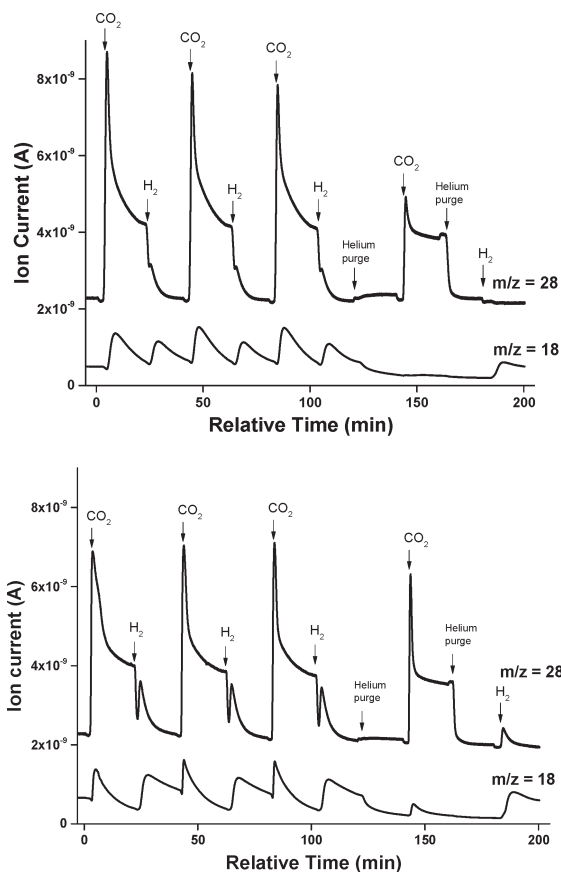 CO₂
CO₂
CO₂
8x10⁻⁹
CO₂
H₂
Helium
purge
6x10⁻⁹
H₂
H₂
Ion Current (A)
4x10⁻⁹
Helium
purge
H₂
m/z = 28
2x10⁻⁹
m/z = 18
0
0 50 100 150 200
Relative Time (min)
8x10⁻⁹
CO₂
CO₂
CO₂
CO₂
6x10⁻⁹
H₂
H₂
H₂
Helium
purge
Ion current (A)
4x10⁻⁹
Helium
purge
m/z = 28
H₂
2x10⁻⁹
m/z = 18
0
0 50 100 150 200
Relative Time (min)